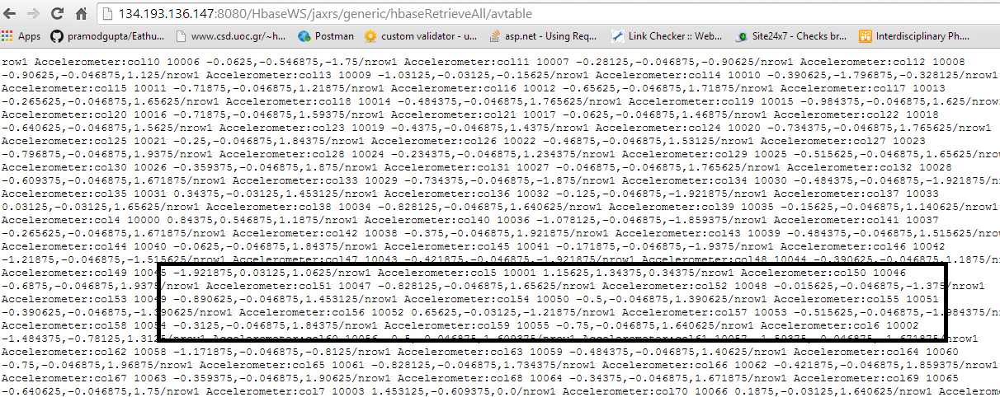 134.193.136.147:8080/HbaseWS/jaxrs/generic/hbaseRetrieveAll/avtable
Apps pramodgupta/Eathu... www.csd.uoc.gr/~h... Postman custom validator - u... asp.net - Using Req... Link Checker :: Web... Site24x7 - Checks br... Interdisciplinary Ph....
row1 Accelerometer:col10 10006 -0.0625,-0.546875,-1.75/nrow1 Accelerometer:col11 10007 -0.28125,-0.046875,-0.90625/nrow1 Accelerometer:col12 10008
-0.90625,-0.046875,1.125/nrow1 Accelerometer:col13 10009 -1.03125,-0.03125,-0.15625/nrow1 Accelerometer:col14 10010 -0.390625,-1.796875,-0.328125/nrow1
Accelerometer:col15 10011 -0.71875,-0.046875,1.21875/nrow1 Accelerometer:col16 10012 -0.65625,-0.046875,1.71875/nrow1 Accelerometer:col17 10013
-0.265625,-0.046875,1.65625/nrow1 Accelerometer:col18 10014 -0.484375,-0.046875,1.765625/nrow1 Accelerometer:col19 10015 -0.984375,-0.046875,1.625/nrow1
Accelerometer:col20 10016 -0.71875,-0.046875,1.59375/nrow1 Accelerometer:col21 10017 -0.0625,-0.046875,1.46875/nrow1 Accelerometer:col22 10018
-0.640625,-0.046875,1.5625/nrow1 Accelerometer:col23 10019 -0.4375,-0.046875,1.4375/nrow1 Accelerometer:col24 10020 -0.734375,-0.046875,1.765625/nrow1
Accelerometer:col25 10021 -0.25,-0.046875,1.84375/nrow1 Accelerometer:col26 10022 -0.46875,-0.046875,1.53125/nrow1 Accelerometer:col27 10023
-0.796875,-0.046875,1.9375/nrow1 Accelerometer:col28 10024 -0.234375,-0.046875,1.234375/nrow1 Accelerometer:col29 10025 -0.515625,-0.046875,1.65625/nrow1
Accelerometer:col30 10026 -0.359375,-0.046875,1.875/nrow1 Accelerometer:col31 10027 -0.046875,-0.046875,1.765625/nrow1 Accelerometer:col32 10028
-0.609375,-0.046875,1.671875/nrow1 Accelerometer:col33 10029 -0.734375,-0.046875,-1.875/nrow1 Accelerometer:col34 10030 -0.484375,-0.046875,-1.921875/n
Accelerometer:col35 10031 0.34375,-0.03125,1.453125/nrow1 Accelerometer:col36 10032 -0.125,-0.046875,-1.921875/nrow1 Accelerometer:col37 10033
0.03125,-0.03125,1.65625/nrow1 Accelerometer:col38 10034 -0.828125,-0.046875,1.640625/nrow1 Accelerometer:col39 10035 -0.15625,-0.046875,1.140625/nrow1
Accelerometer:col4 10000 0.84375,0.546875,1.1875/nrow1 Accelerometer:col40 10036 -1.078125,-0.046875,-1.859375/nrow1 Accelerometer:col41 10037
-0.265625,-0.046875,1.671875/nrow1 Accelerometer:col42 10038 -0.375,-0.046875,1.921875/nrow1 Accelerometer:col43 10039 -0.484375,-0.046875,1.515625/n
Accelerometer:col44 10040 -0.0625,-0.046875,1.84375/nrow1 Accelerometer:col45 10041 -0.171875,-0.046875,-1.9375/nrow1 Accelerometer:col46 10042
-1.21875,-0.046875,-1.515625/nrow1 Accelerometer:col47 10043 -0.421875,-0.046875,-1.921875/nrow1 Accelerometer:col48 10044 -0.390625,-0.046875,1.1875/n
Accelerometer:col49 10045 -1.921875,0.03125,1.0625/nrow1 Accelerometer:col5 10001 1.15625,1.34375,0.34375/nrow1 Accelerometer:col50 10046
-0.6875,-0.046875,1.9375/nrow1 Accelerometer:col51 10047 -0.828125,-0.046875,1.65625/nrow1 Accelerometer:col52 10048 -0.015625,-0.046875,-1.375/nrow1
Accelerometer:col53 10049 -0.890625,-0.046875,1.453125/nrow1 Accelerometer:col54 10050 -0.5,-0.046875,1.390625/nrow1 Accelerometer:col55 10051
-0.390625,-0.046875,-1.390625/nrow1 Accelerometer:col56 10052 0.65625,-0.03125,-1.21875/nrow1 Accelerometer:col57 10053 -0.515625,-0.046875,-1.984375/n
Accelerometer:col58 10054 -0.3125,-0.046875,1.84375/nrow1 Accelerometer:col59 10055 -0.75,-0.046875,1.640625/nrow1 Accelerometer:col6 10002
-1.484375,-0.78125,1.3125/nrow1 Accelerometer:col60 10056
Accelerometer:col62 10058 -1.171875,-0.046875,-0.8125/nrow1 Accelerometer:col63 10059 -0.484375,-0.046875,1.40625/nrow1 Accelerometer:col64 10060
-0.75,-0.046875,1.96875/nrow1 Accelerometer:col65 10061 -0.828125,-0.046875,1.734375/nrow1 Accelerometer:col66 10062 -0.421875,-0.046875,1.859375/nrow1
Accelerometer:col67 10063 -0.359375,-0.046875,1.90625/nrow1 Accelerometer:col68 10064 -0.34375,-0.046875,1.671875/nrow1 Accelerometer:col69 10065
-0.640625,-0.046875,1.75/nrow1 Accelerometer:col7 10003 1.453125,-0.609375,0.0/nrow1 Accelerometer:col70 10066 0.1875,-0.03125,1.640625/nrow1 Acceleromet